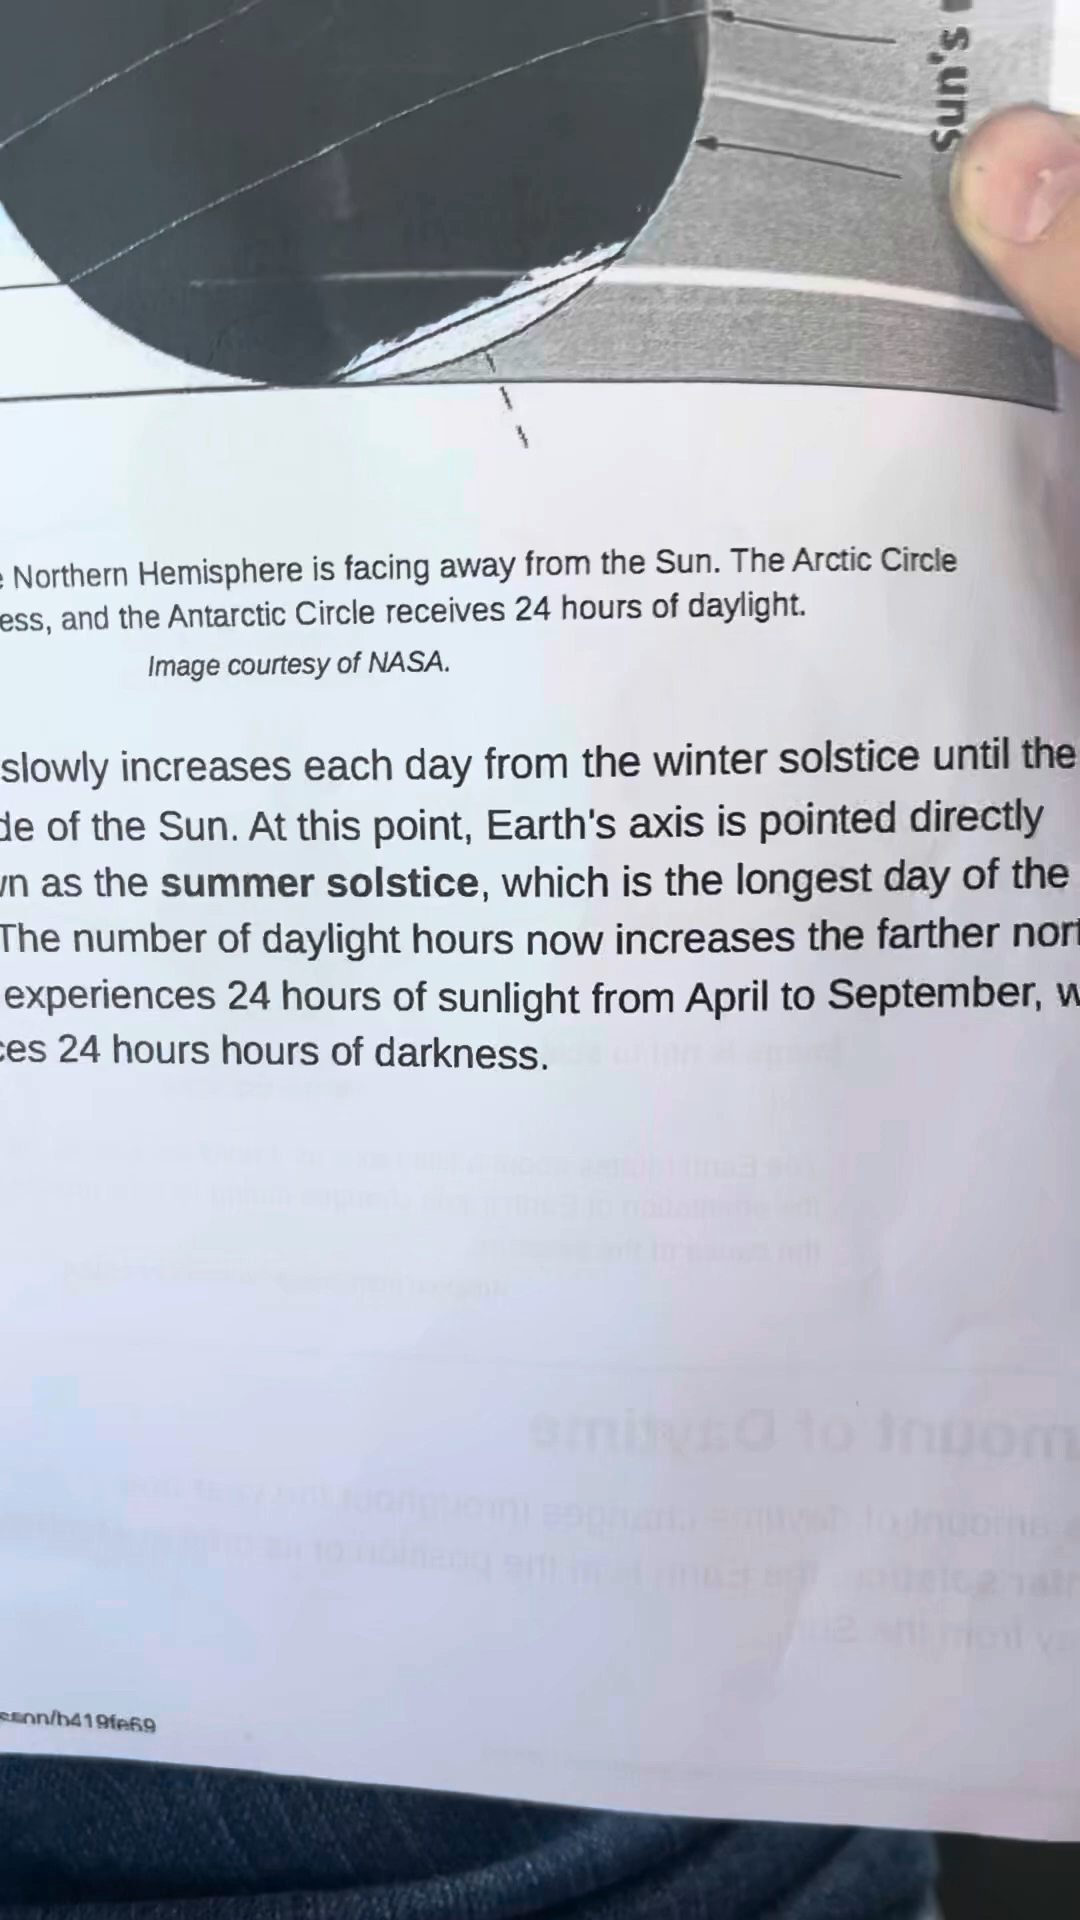 Sun's
Northern Hemisphere is facing away from the Sun. The Arctic Circle
ess, and the Antarctic Circle receives 24 hours of daylight.
Image courtesy of NASA.
slowly increases each day from the winter solstice until the
de of the Sun. At this point, Earth's axis is pointed directly
wn as the summer solstice, which is the longest day of the
The number of daylight hours now increases the farther nort
experiences 24 hours of sunlight from April to September, w
ces 24 hours hours of darkness.
/b419fe69